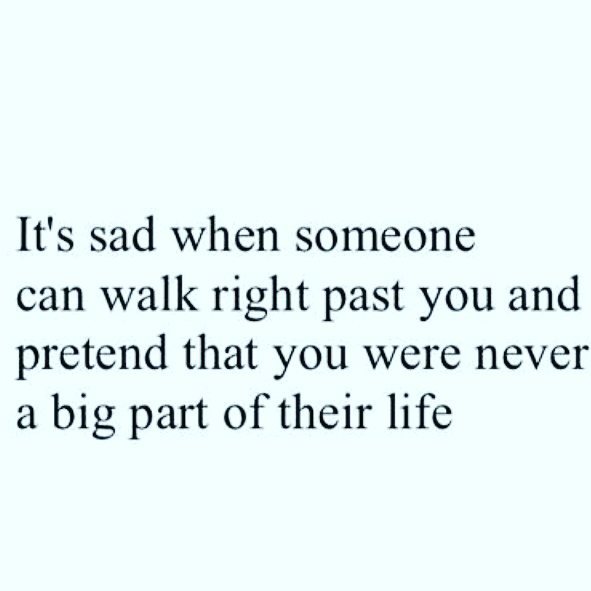 It's sad when someone
can walk right past you and
pretend that you were never
a big part of their life